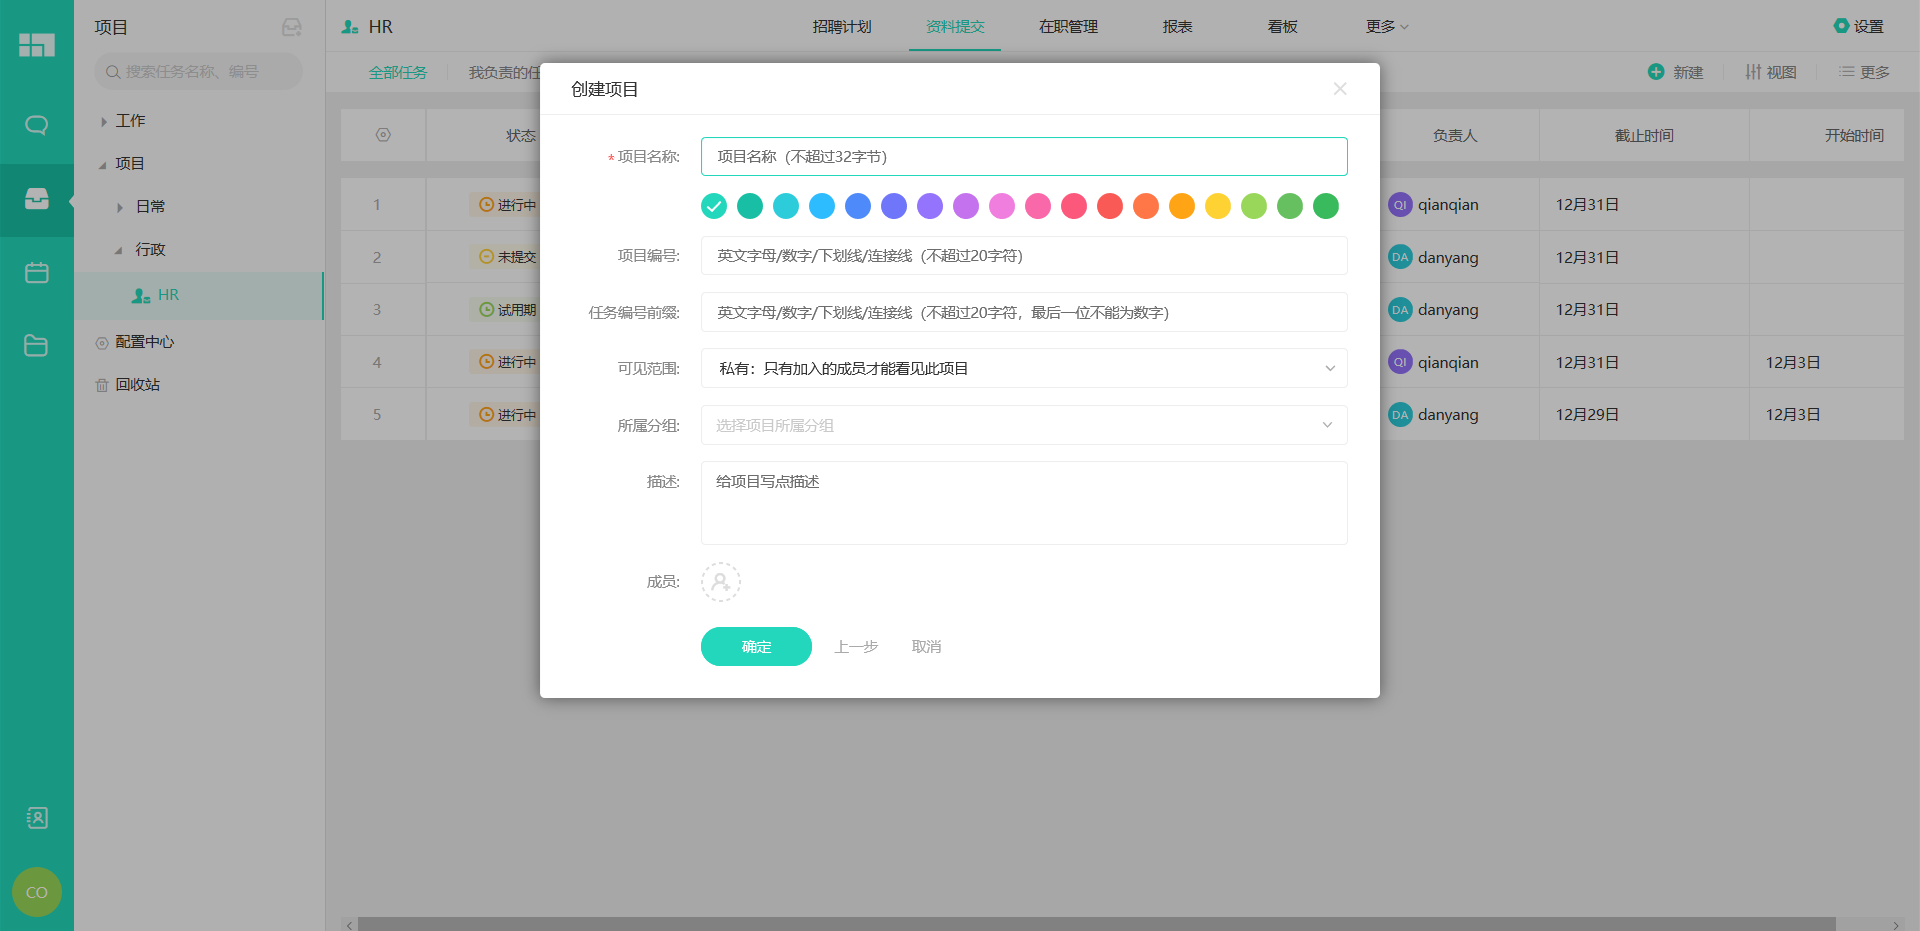 项目
搜索任务名称、编号
工作
项目
日常
行政
HR
配置中心
回收站
CO
HR
招聘计划
资料提交
在职管理
报表
看板
更多
设置
全部任务
我负责的任
新建
视图
更多
状态
负责人
截止时间
开始时间
1
进行中
QI qianqian
12月31日
2
未提交
DA danyang
12月31日
3
试用期
DA danyang
12月31日
4
进行中
QI qianqian
12月31日
12月3日
5
进行中
DA danyang
12月29日
12月3日
创建项目
*项目名称:
项目名称（不超过32字节）
项目编号:
英文字母/数字/下划线/连接线（不超过20字符）
任务编号前缀:
英文字母/数字/下划线/连接线（不超过20字符，最后一位不能为数字）
可见范围:
私有：只有加入的成员才能看见此项目
所属分组:
选择项目所属分组
描述:
给项目写点描述
成员:
确定
上一步
取消